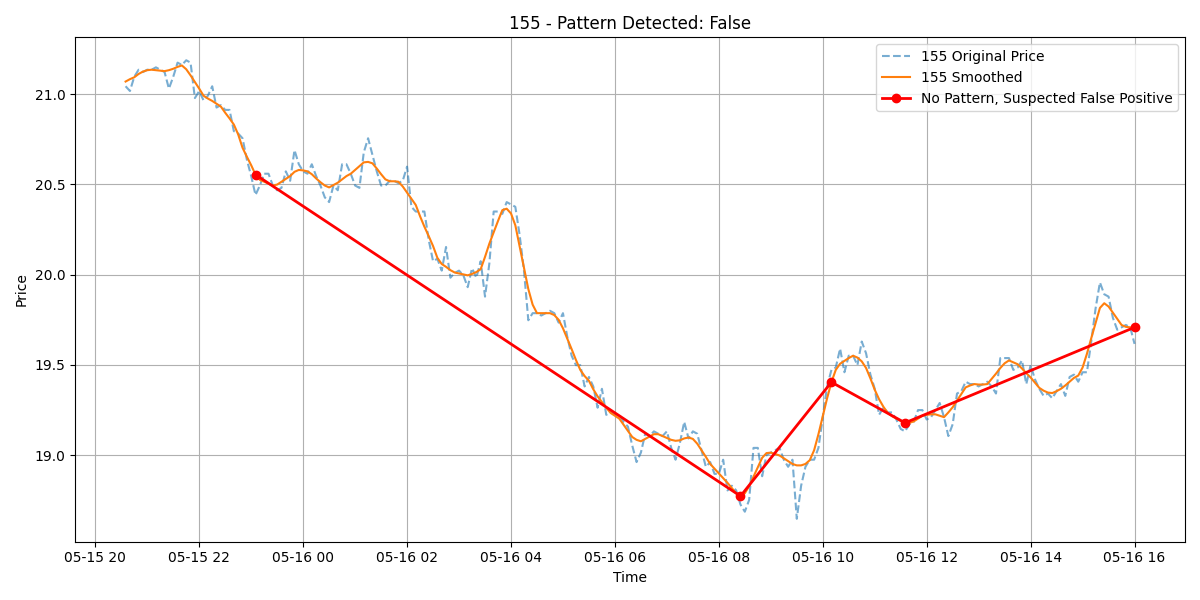 155 - Pattern Detected: False
155 Original Price
155 Smoothed
No Pattern, Suspected False Positive
Price
21.0
20.5
20.0
19.5
19.0
05-15 20
05-15 22
05-16 00
05-16 02
05-16 04
05-16 06
05-16 08
05-16 10
05-16 12
05-16 14
05-16 16
Time